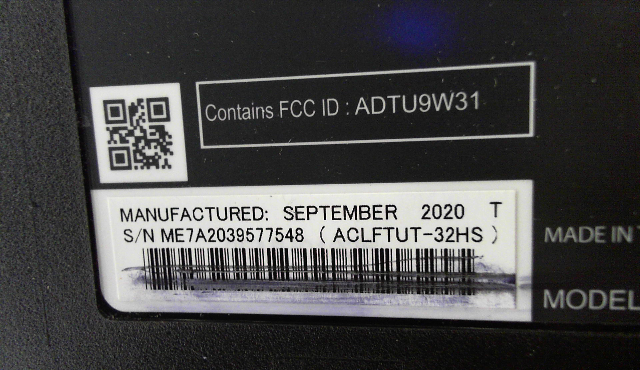 Contains FCC ID : ADTU9W31
MANUFACTURED: SEPTEMBER 2020 T
S/N ME7A2039577548 ( ACLFTUT-32HS )
MADE IN
MODEL